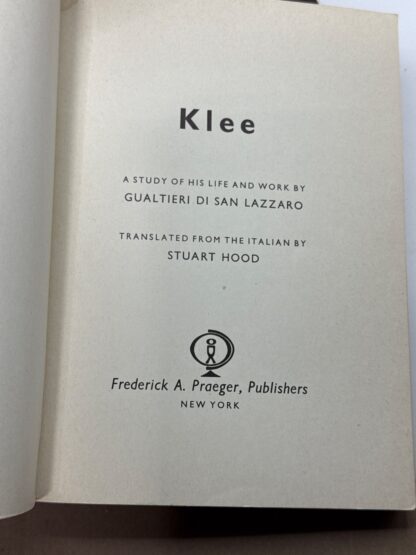 Klee
A STUDY OF HIS LIFE AND WORK BY
GUALTIERI DI SAN LAZZARO
TRANSLATED FROM THE ITALIAN BY
STUART HOOD
Frederick A. Praeger, Publishers
NEW YORK